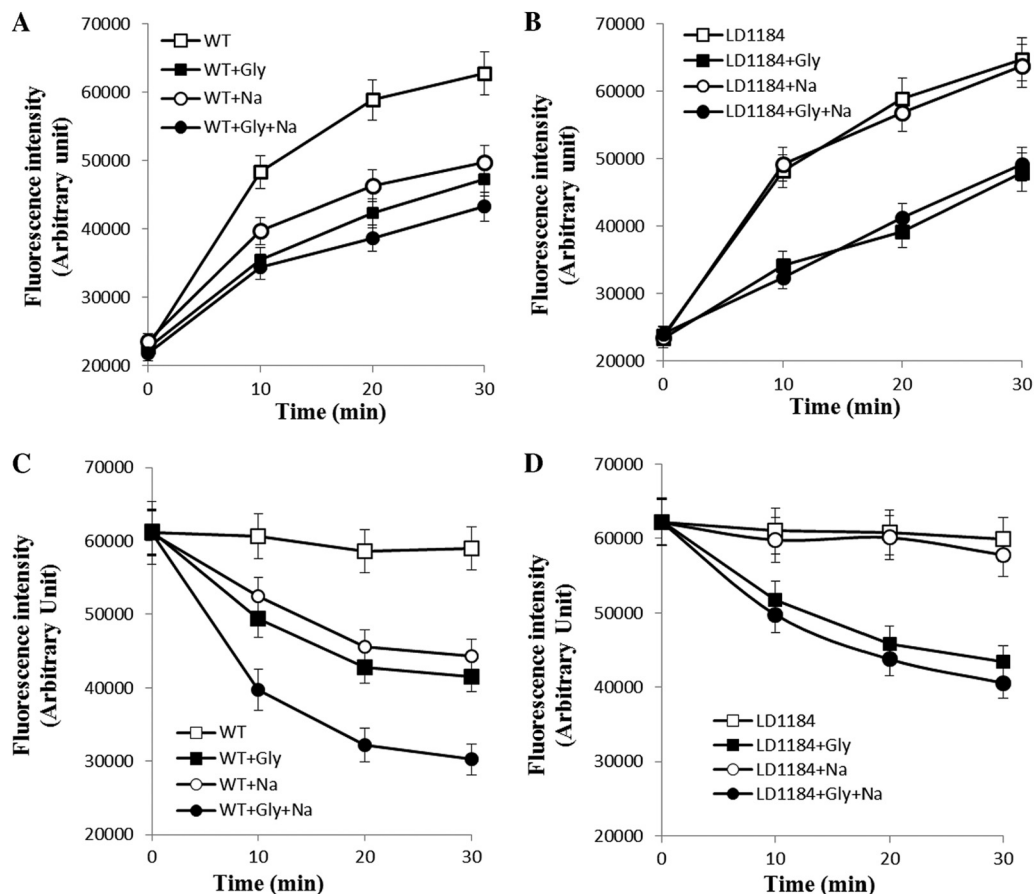 A
Fluorescence intensity
(Arbitrary unit)
70000
60000
50000
40000
30000
20000
WT
WT+Gly
WT+Na
WT+Gly+Na
0
10
20
30
Time (min)
B
Fluorescence intensity
(Arbitrary unit)
70000
60000
50000
40000
30000
20000
LD1184
LD1184+Gly
LD1184+Na
LD1184+Gly+Na
0
10
20
30
Time (min)
C
Fluorescence intensity
(Arbitrary Unit)
70000
60000
50000
40000
30000
20000
WT
WT+Gly
WT+Na
WT+Gly+Na
0
10
20
30
Time (min)
D
Fluorescence intensity
(Arbitrary Unit)
70000
60000
50000
40000
30000
20000
LD1184
LD1184+Gly
LD1184+Na
LD1184+Gly+Na
0
10
20
30
Time (min)